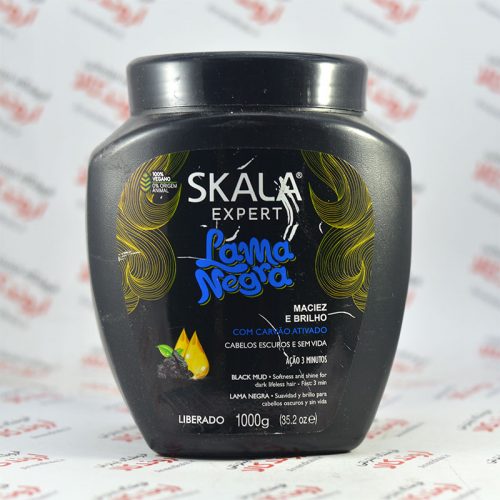 100%
VEGANO
0% ORIGEM
ANIMAL
SKALA®
EXPERT
Lama
Negra
MACIEZ
E BRILHO
COM CARVÃO ATIVADO
CABELOS ESCUROS E SEM VIDA
AÇÃO 3 MINUTOS
BLACK MUD • Softness and shine for
dark lifeless hair • Fast: 3 min
LAMA NEGRA • Suavidad y brillo para
cabellos oscuros y sin vida
LIBERADO 1000g (35.2 oz ℮)